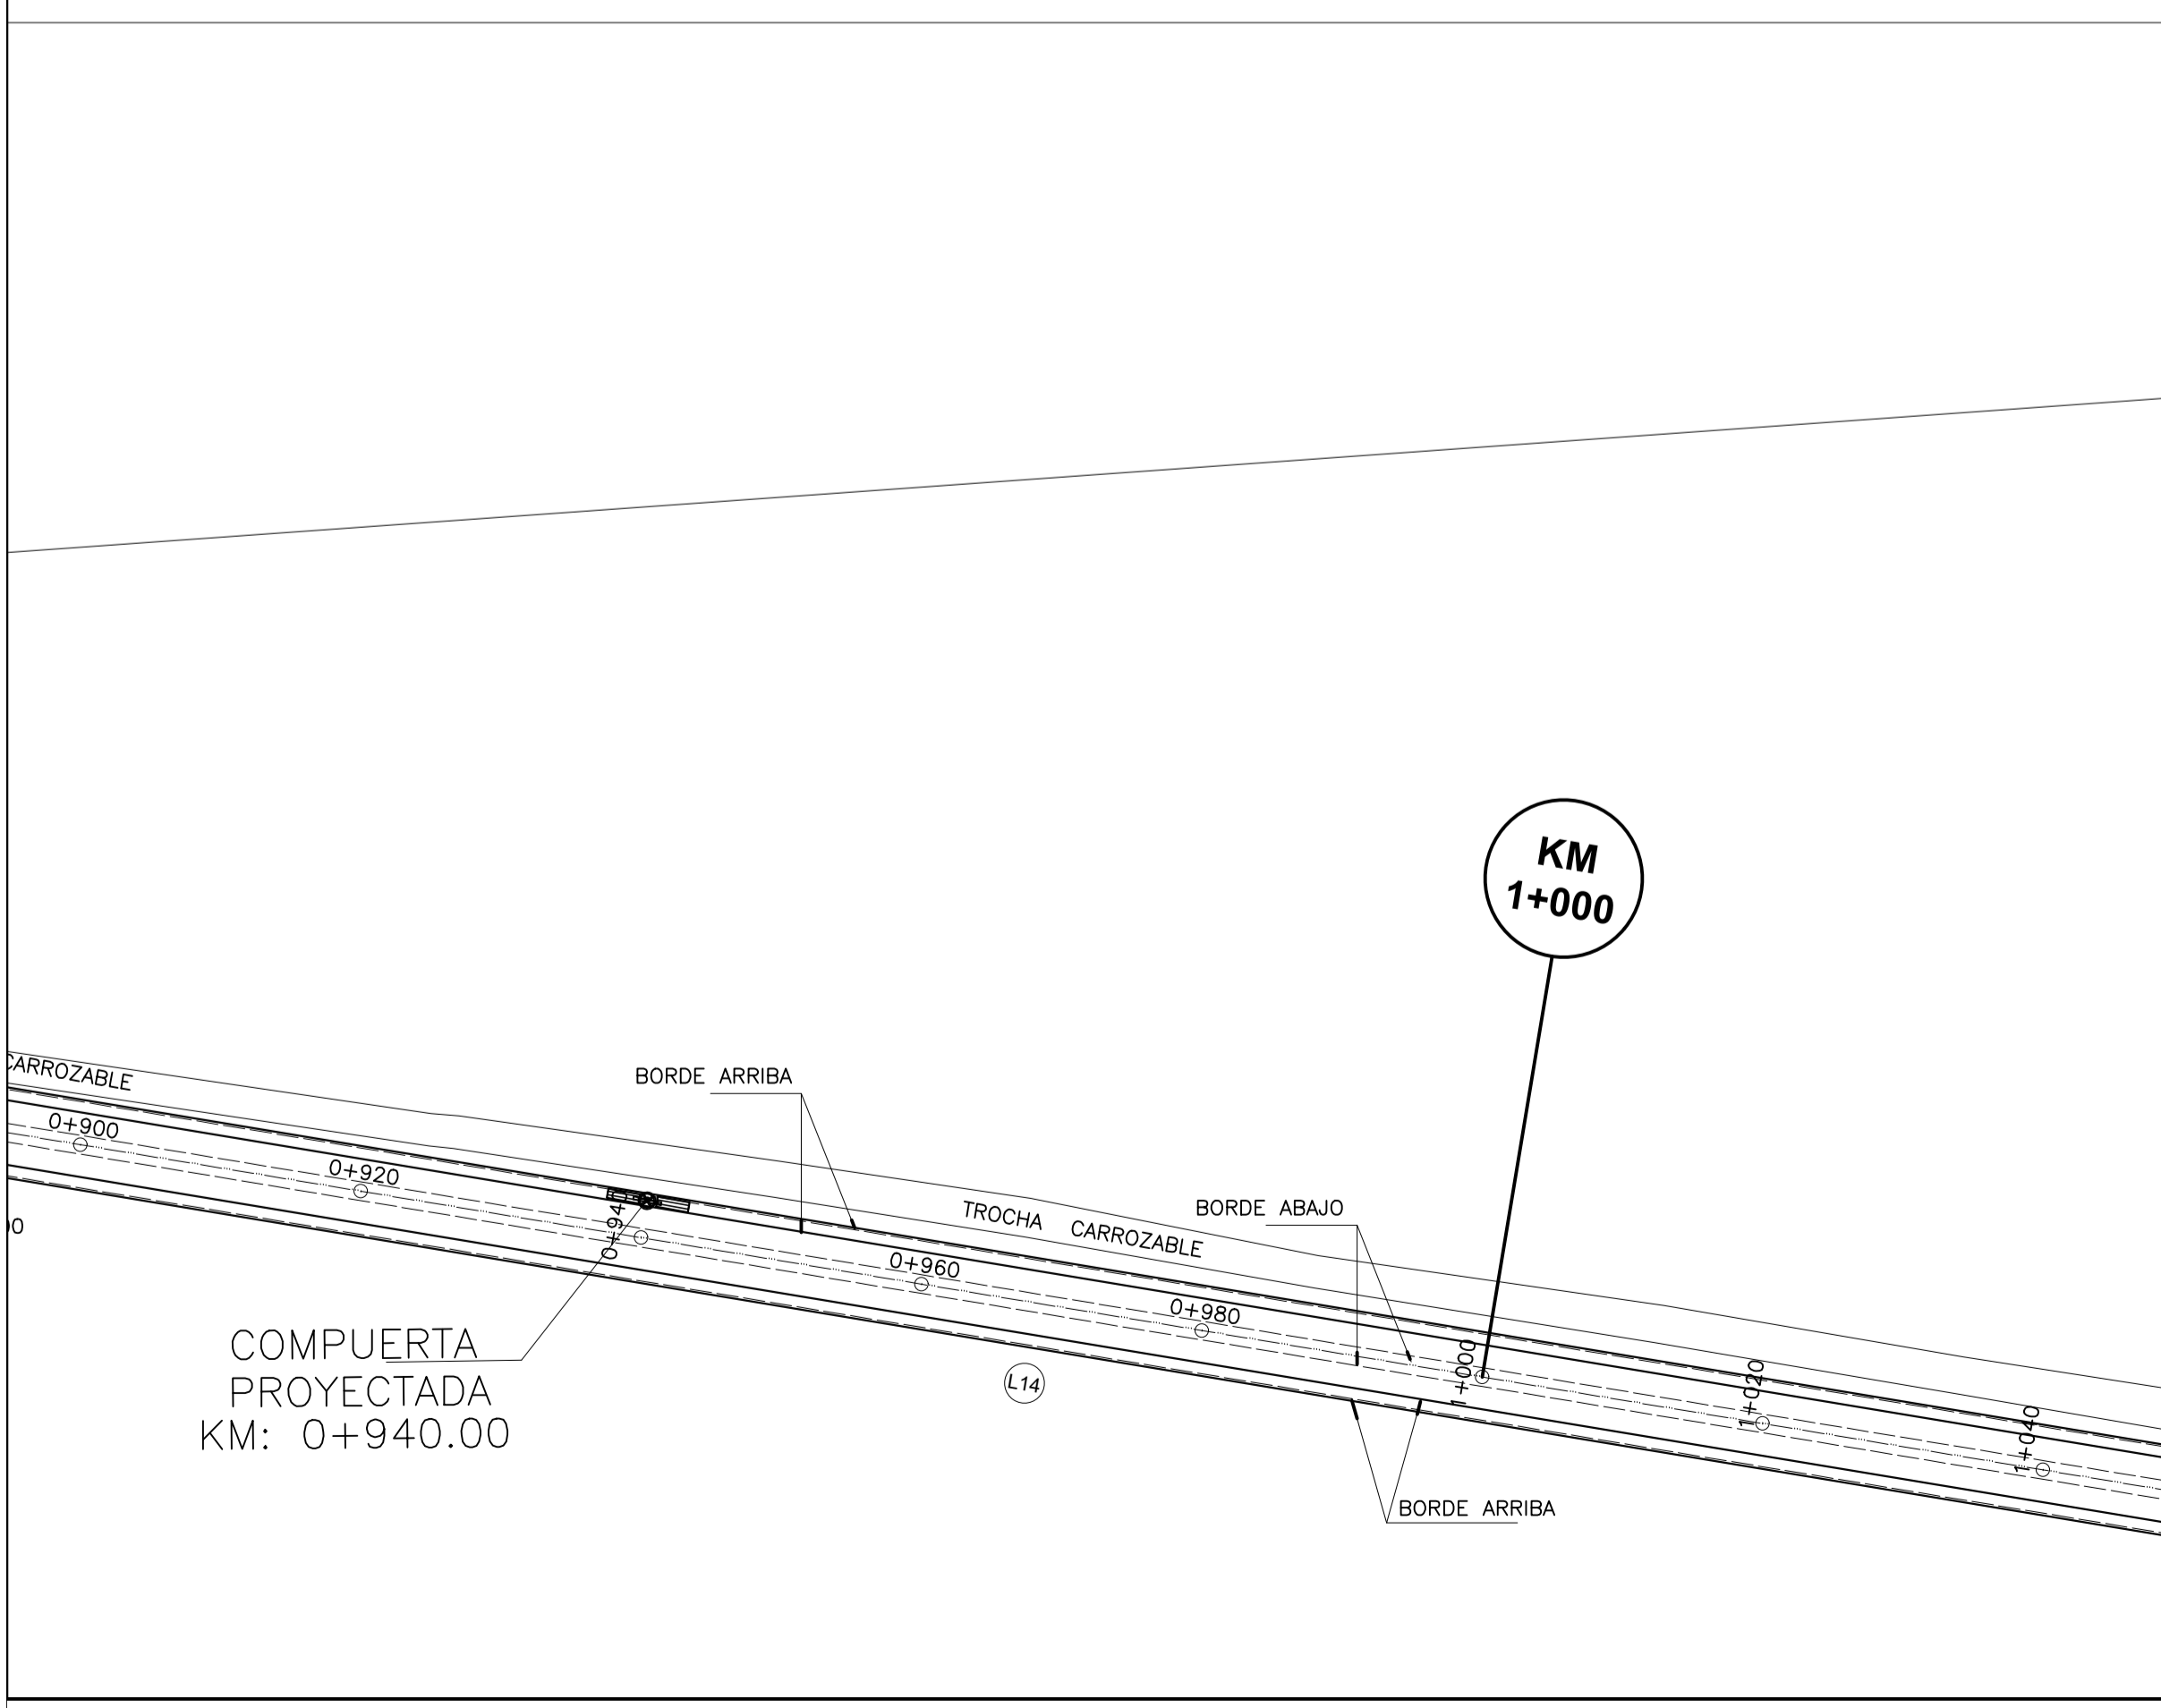 KM
1+000
CARROZABLE
BORDE ARRIBA
0+900
0+920
0+940
TROCHA CARROZABLE
BORDE ABAJO
0+960
0+980
1+000
1+020
1+040
COMPUERTA
PROYECTADA
KM: 0+940.00
L14
BORDE ARRIBA